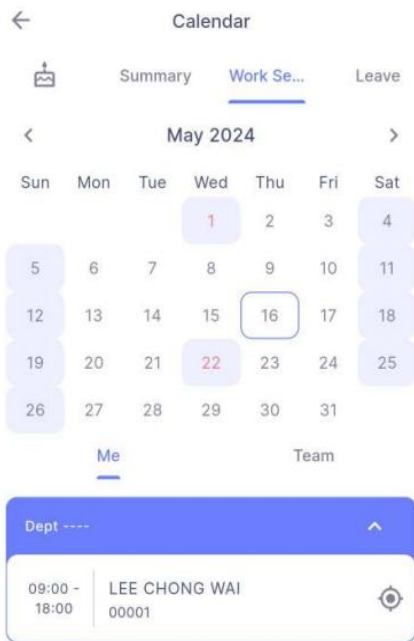 Calendar
Summary Work Se... Leave
May 2024
Sun Mon Tue Wed Thu Fri Sat
1 2 3 4
5 6 7 8 9 10 11
12 13 14 15 16 17 18
19 20 21 22 23 24 25
26 27 28 29 30 31
Me Team
Dept ----
09:00 - LEE CHONG WAI
18:00 00001